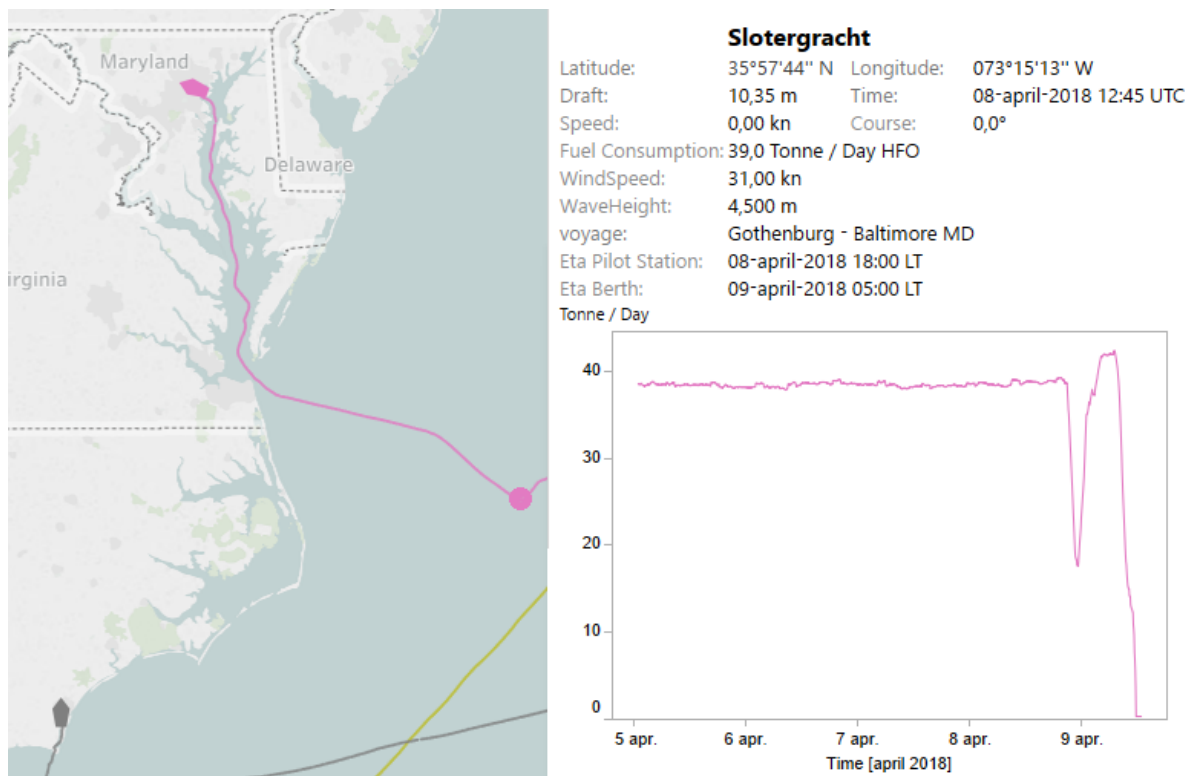 Maryland
Delaware
irginia
Slotergracht
Latitude: 35°57'44'' N Longitude: 073°15'13'' W
Draft: 10,35 m Time: 08-april-2018 12:45 UTC
Speed: 0,00 kn Course: 0,0°
Fuel Consumption: 39,0 Tonne / Day HFO
WindSpeed: 31,00 kn
WaveHeight: 4,500 m
voyage: Gothenburg - Baltimore MD
Eta Pilot Station: 08-april-2018 18:00 LT
Eta Berth: 09-april-2018 05:00 LT
Tonne / Day
40
30
20
10
0
5 apr. 6 apr. 7 apr. 8 apr. 9 apr.
Time [april 2018]